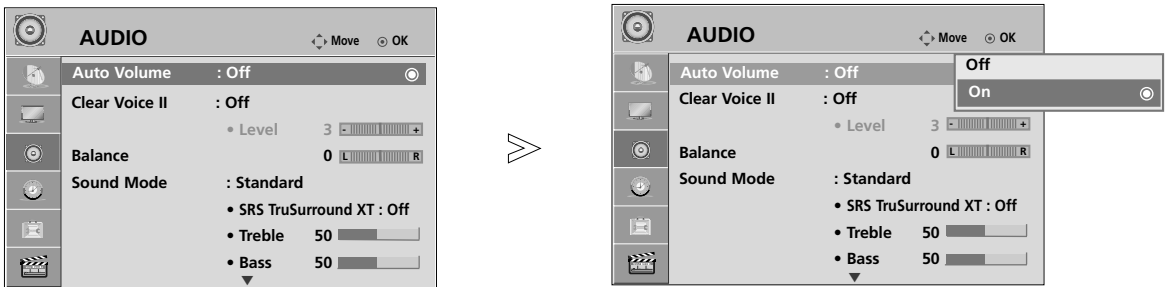 AUDIO Move OK
Auto Volume : Off
Clear Voice II : Off
• Level 3 - +
Balance 0 L R
Sound Mode : Standard
• SRS TruSurround XT : Off
• Treble 50
• Bass 50
AUDIO Move OK
Auto Volume : Off
Off
On
Clear Voice II : Off
• Level 3 - +
Balance 0 L R
Sound Mode : Standard
• SRS TruSurround XT : Off
• Treble 50
• Bass 50